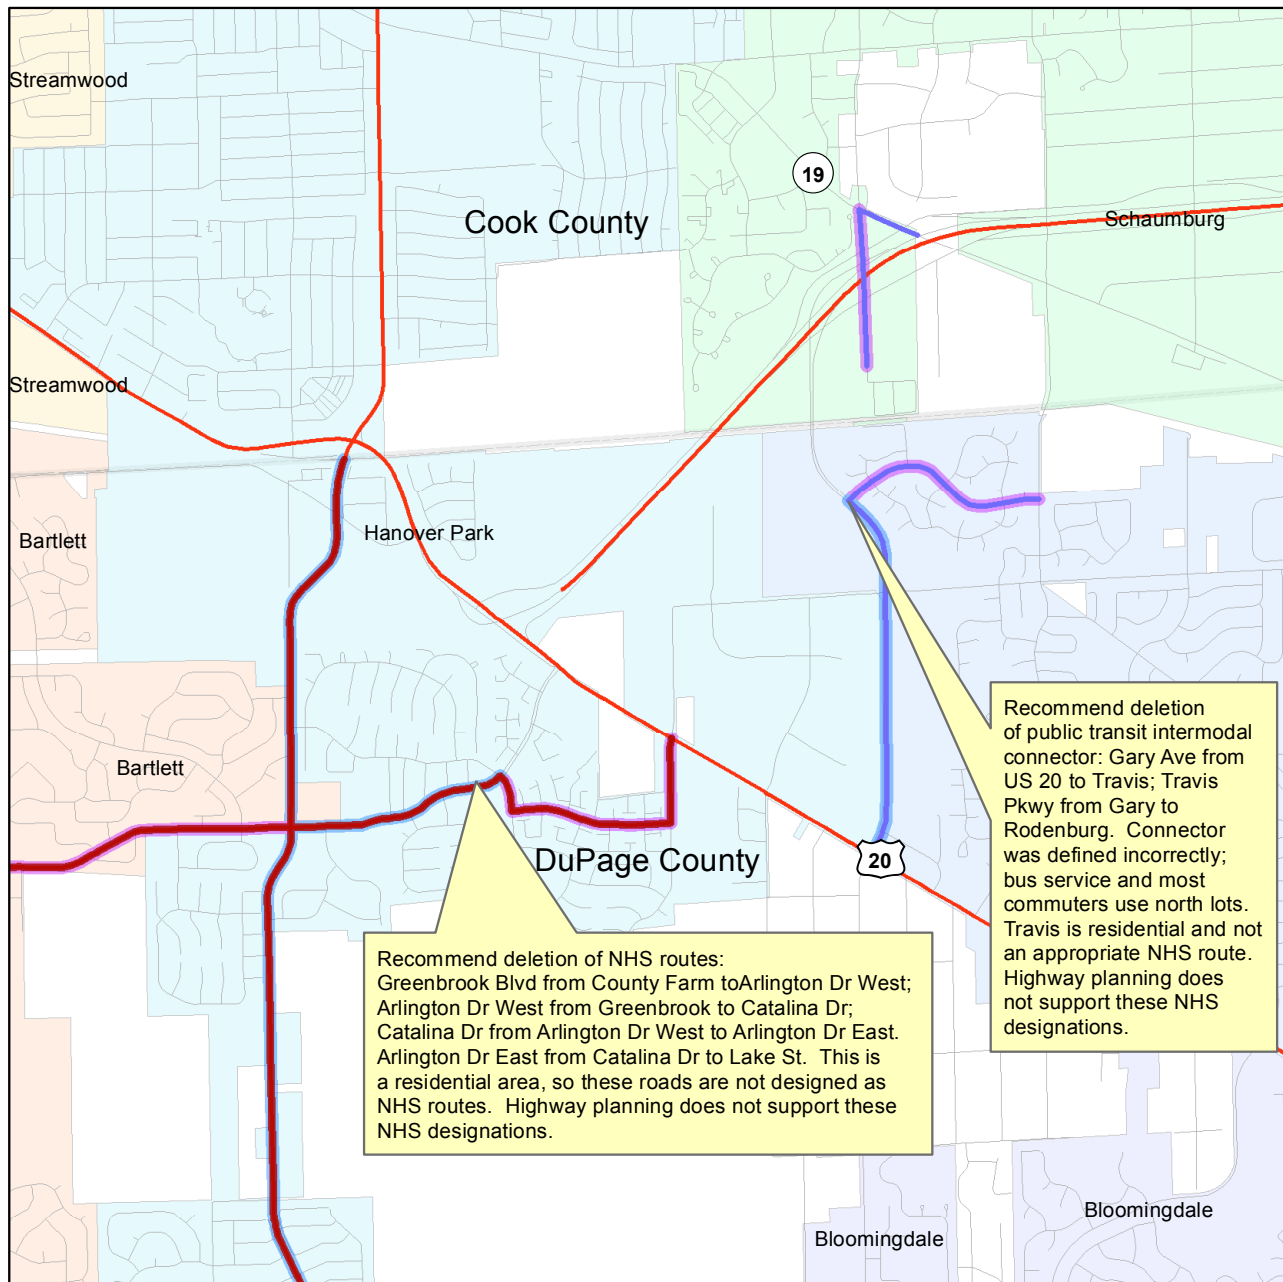 Streamwood
19
Cook County
Schaumburg
Streamwood
Hanover Park
Bartlett
Bartlett
Recommend deletion
of public transit intermodal
connector: Gary Ave from
US 20 to Travis; Travis
Pkwy from Gary to
Rodenburg.  Connector
was defined incorrectly;
bus service and most
commuters use north lots.
Travis is residential and not
an appropriate NHS route.
Highway planning does
not support these NHS
designations.
20
DuPage County
Recommend deletion of NHS routes:
Greenbrook Blvd from County Farm toArlington Dr West;
Arlington Dr West from Greenbrook to Catalina Dr;
Catalina Dr from Arlington Dr West to Arlington Dr East.
Arlington Dr East from Catalina Dr to Lake St.  This is
a residential area, so these roads are not designed as
NHS routes.  Highway planning does not support these
NHS designations.
Bloomingdale
Bloomingdale